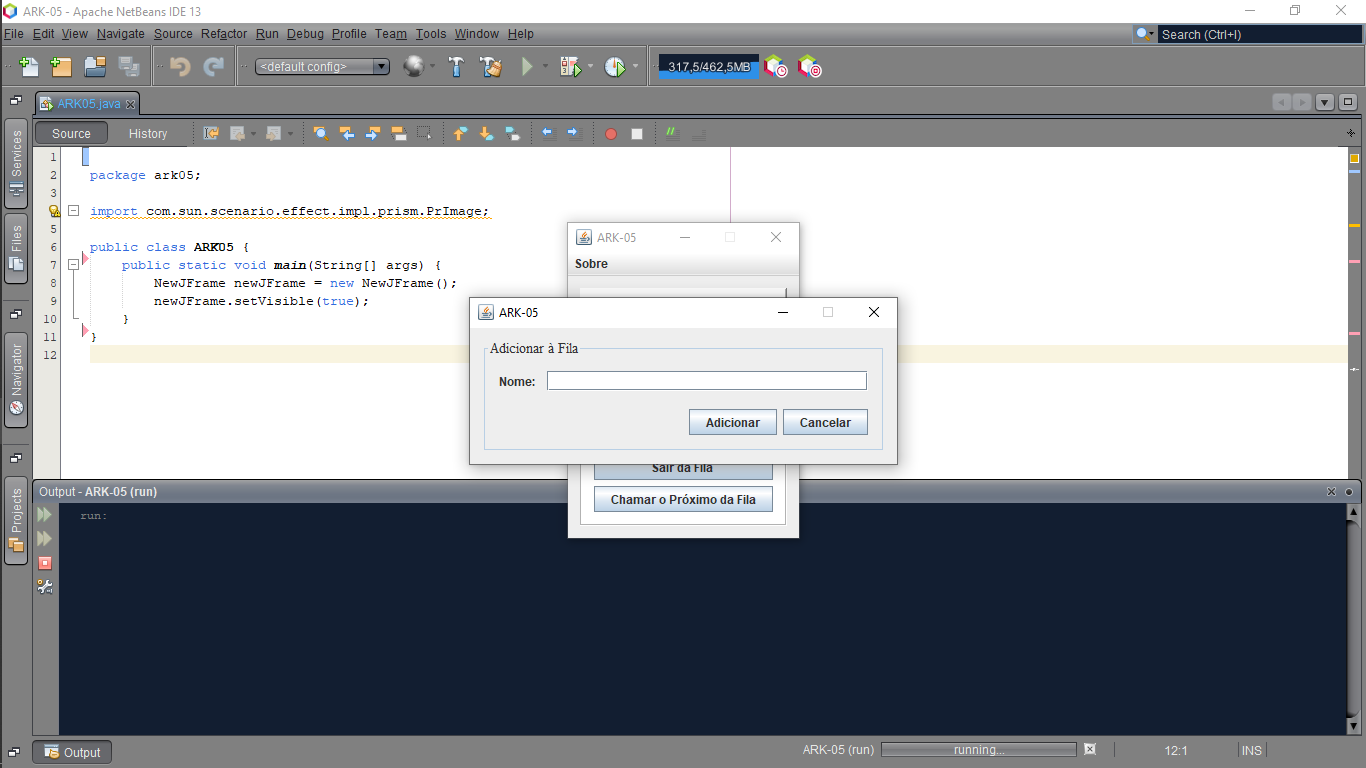 ARK-05 - Apache NetBeans IDE 13
File Edit View Navigate Source Refactor Run Debug Profile Team Tools Window Help
Search (Ctrl+I)
<default config>
317,5/462,5MB
ARK05.java
Source History
Services
Files
Navigator
Projects
1
2 package ark05;
3
import com.sun.scenario.effect.impl.prism.PrImage;
5
6 public class ARK05 {
7 public static void main(String[] args) {
8 NewJFrame newJFrame = new NewJFrame();
9 newJFrame.setVisible(true);
10 }
11 }
12
ARK-05
Sobre
ARK-05
Adicionar à Fila
Nome:
Adicionar Cancelar
Sair da Fila
Chamar o Próximo da Fila
Output - ARK-05 (run)
run:
Output
ARK-05 (run) running... 12:1 INS